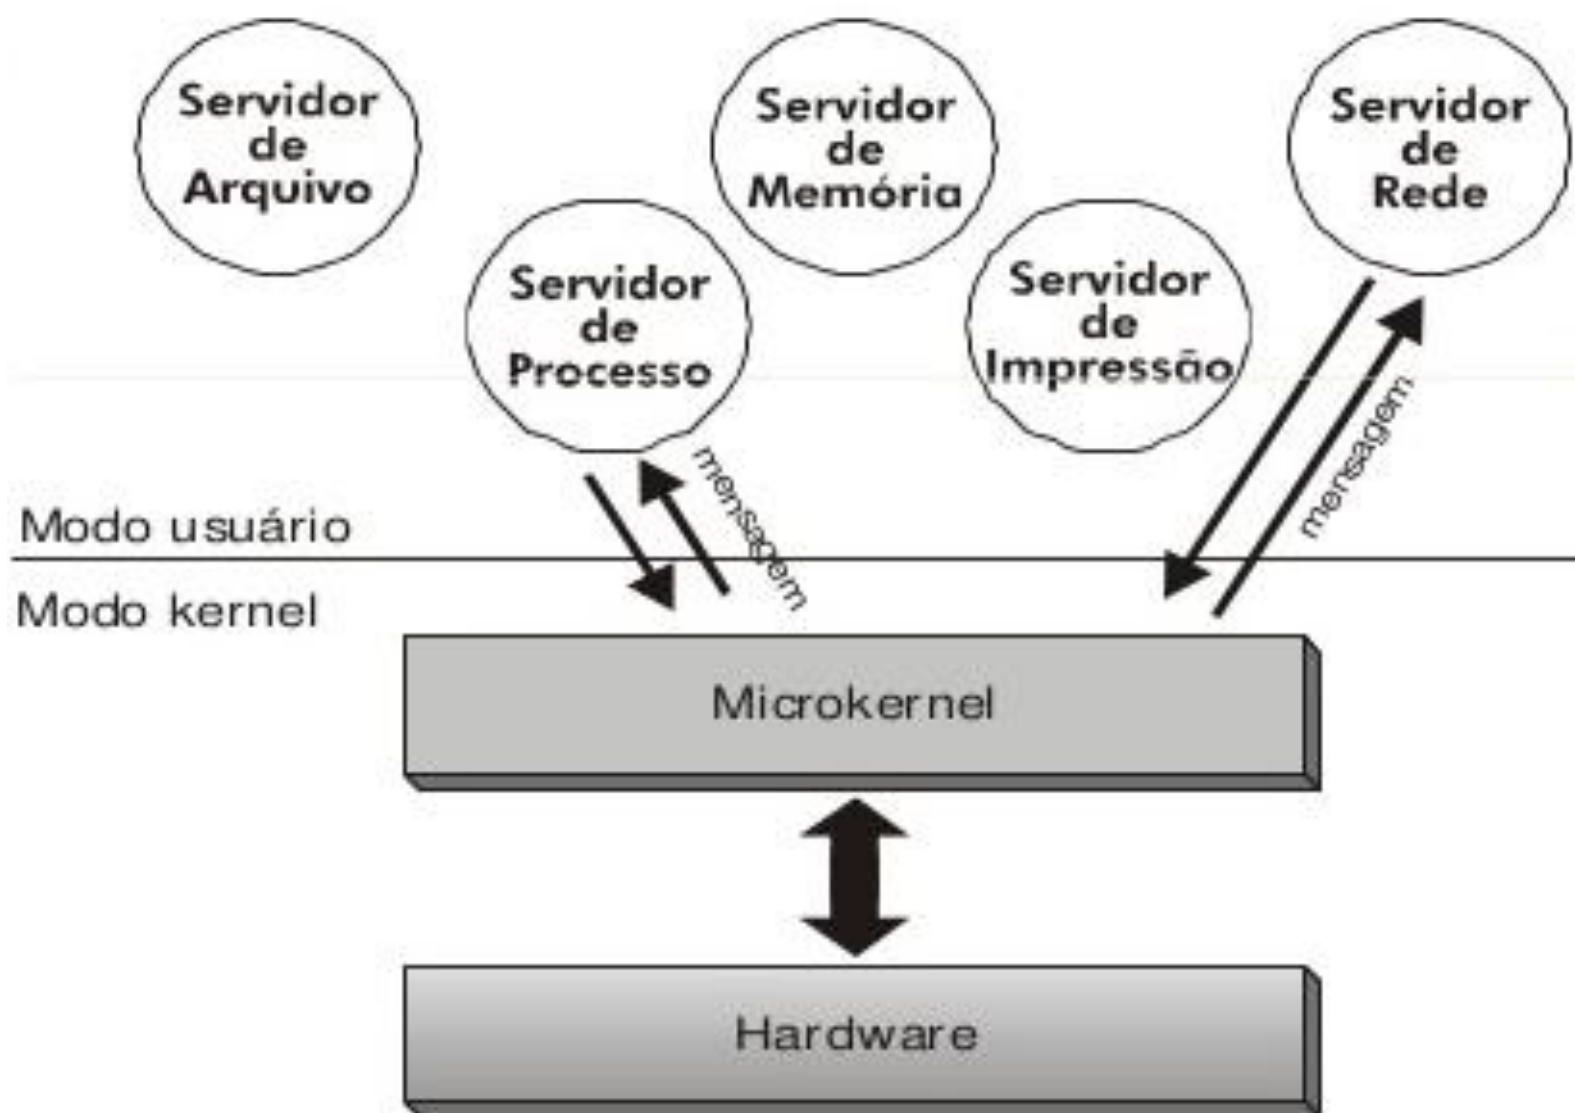 Servidor
de
Arquivo
Servidor
de
Memória
Servidor
de
Rede
Servidor
de
Processo
Servidor
de
Impressão
mensagem
mensagem
Modo usuário
Modo kernel
Microkernel
Hardware